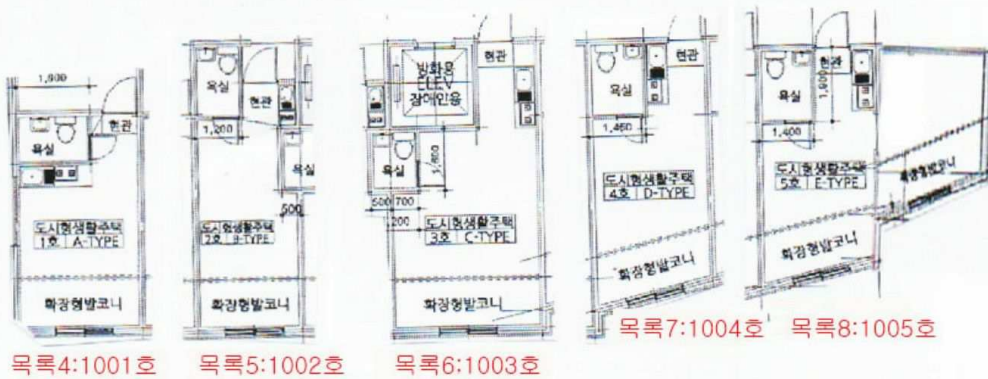 1,900
욕실
현관
도시형생활주택
1호 A-TYPE
확장형발코니
목록4:1001호
욕실
현관
1,200
욕실
500
도시형생활주택
2호 B-TYPE
확장형발코니
목록5:1002호
현관
방화용
ELEV
장애인용
욕실
500 700
200
도시형생활주택
3호 C-TYPE
확장형발코니
목록6:1003호
현관
욕실
1,450
도시형생활주택
4호 D-TYPE
확장형발코니
목록7:1004호
현관
욕실
1,400
도시형생활주택
5호 E-TYPE
확장형발코니
확장형발코니
목록8:1005호